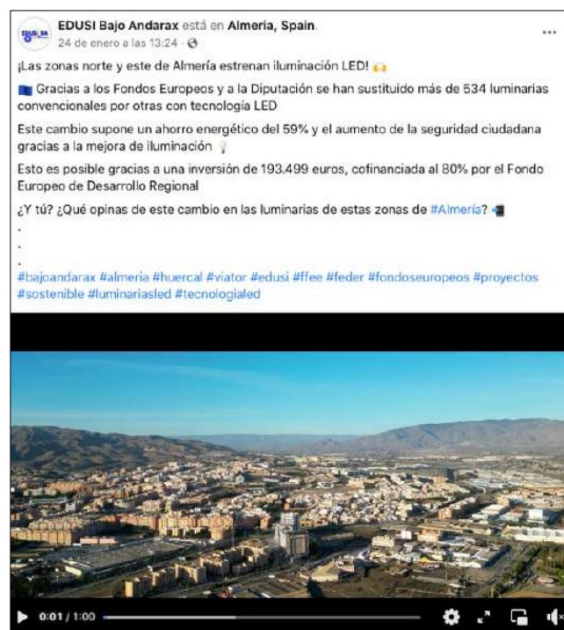 EDUSI Bajo Andarax está en Almeria, Spain.
24 de enero a las 13:24 ·
¡Las zonas norte y este de Almería estrenan iluminación LED! 🙌
🇪🇺 Gracias a los Fondos Europeos y a la Diputación se han sustituido más de 534 luminarias
convencionales por otras con tecnología LED
Este cambio supone un ahorro energético del 59% y el aumento de la seguridad ciudadana
gracias a la mejora de iluminación 💡
Esto es posible gracias a una inversión de 193.499 euros, cofinanciada al 80% por el Fondo
Europeo de Desarrollo Regional
¿Y tú? ¿Qué opinas de este cambio en las luminarias de estas zonas de #Almería? 📲
.
.
.
#bajoandarax #almeria #huercal #viator #edusi #ffee #feder #fondoseuropeos #proyectos
#sostenible #luminariasled #tecnologialed
0:01 / 1:00